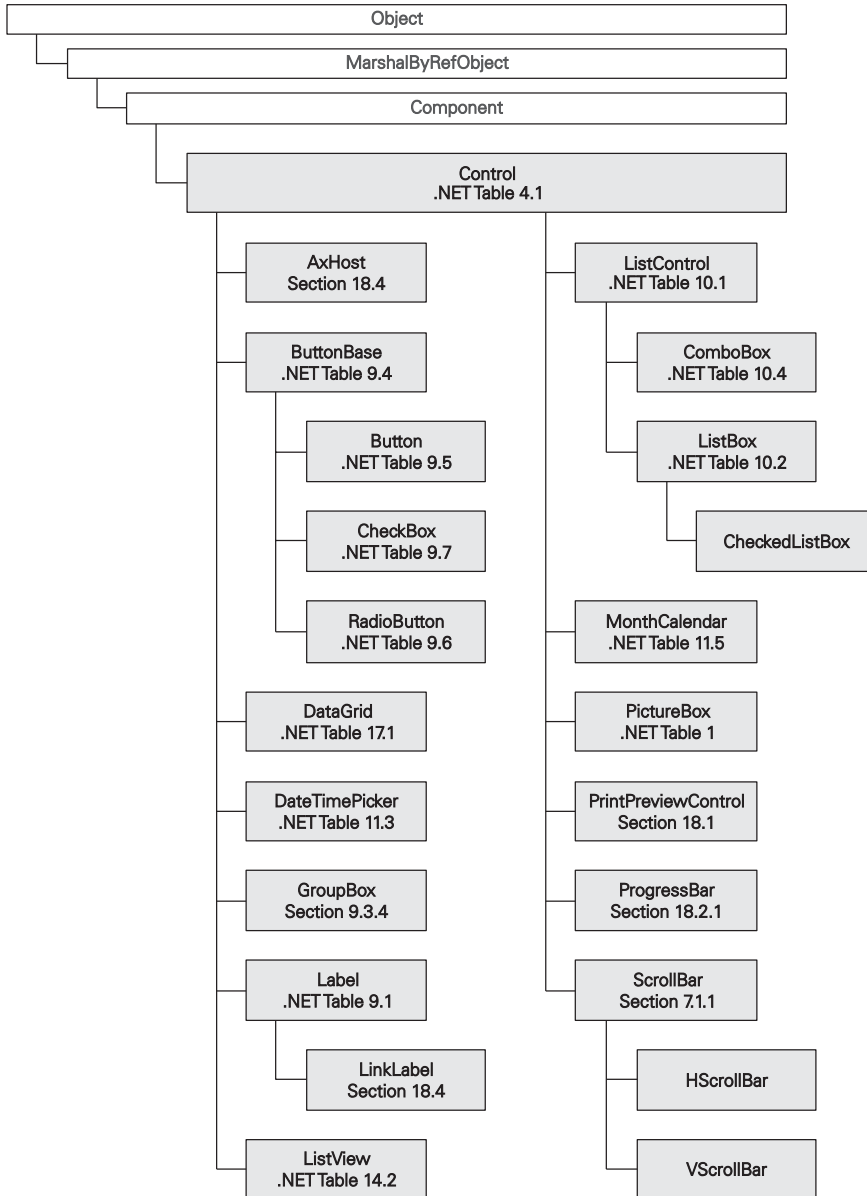 Object
MarshalByRefObject
Component
Control
.NET Table 4.1
AxHost
Section 18.4
ButtonBase
.NET Table 9.4
Button
.NET Table 9.5
CheckBox
.NET Table 9.7
RadioButton
.NET Table 9.6
DataGrid
.NET Table 17.1
DateTimePicker
.NET Table 11.3
GroupBox
Section 9.3.4
Label
.NET Table 9.1
LinkLabel
Section 18.4
ListView
.NET Table 14.2
ListControl
.NET Table 10.1
ComboBox
.NET Table 10.4
ListBox
.NET Table 10.2
CheckedListBox
MonthCalendar
.NET Table 11.5
PictureBox
.NET Table 1
PrintPreviewControl
Section 18.1
ProgressBar
Section 18.2.1
ScrollBar
Section 7.1.1
HScrollBar
VScrollBar